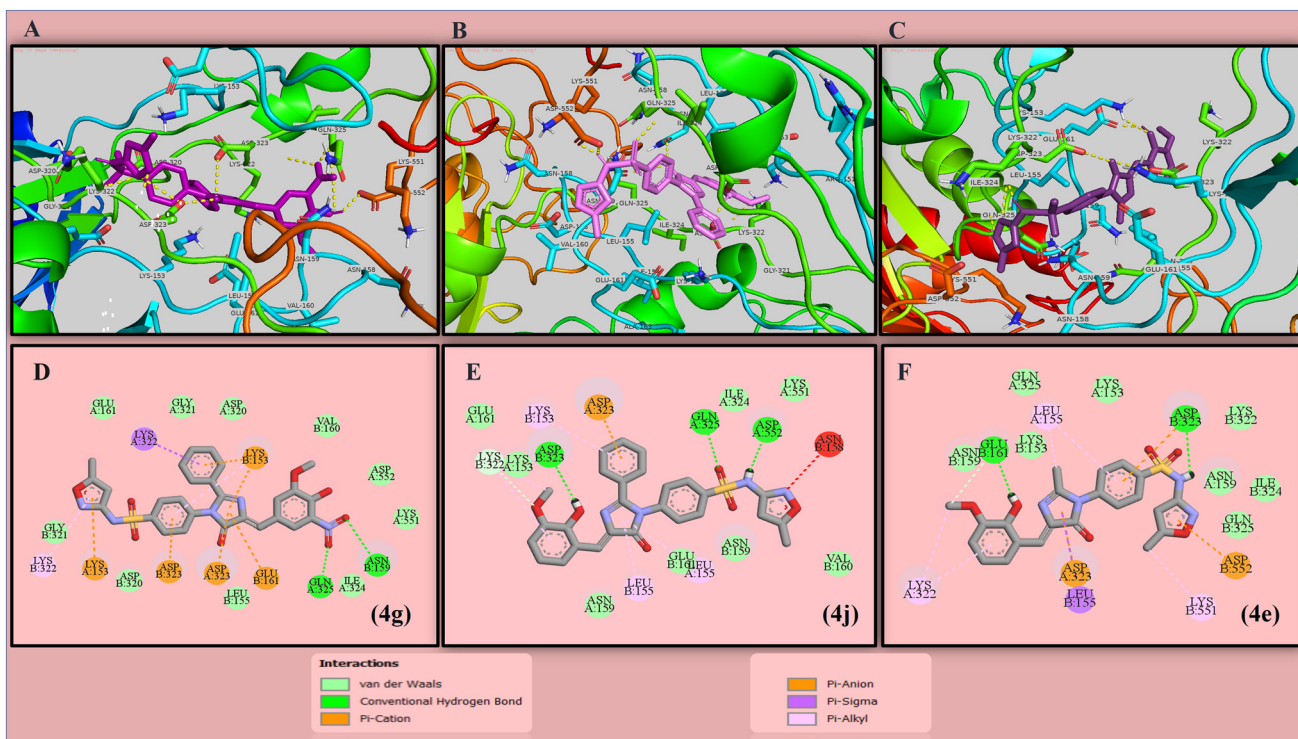 A
B
C
LYS-153
GLN-325
ASP-323
ASP-320
LYS-322
LYS-551
ASP-320
LYS-322
ASP-323
LYS-153
ASN-159
ASN-158
VAL-160
LYS-551
ASP-552
GLN-325
ASN-158
GLN-325
LEU-155
ILE-324
VAL-160
GLU-161
LYS-322
GLY-321
LYS-322
GLU-161
LEU-155
ILE-324
GLN-325
LYS-322
GLU-161
ASN-158
D
GLU
A:161
GLY
A:321
ASP
A:320
VAL
B:160
LYS
A:322
LYS
B:153
ASP
A:552
LYS
A:551
GLY
B:321
LYS
B:322
LYS
A:153
ASP
B:320
ASP
B:323
ASP
A:323
LEU
B:155
GLU
B:161
GLN
A:325
ILE
A:324
ASN
B:159
(4g)
E
GLU
A:161
LYS
B:153
ASP
A:323
GLN
A:325
ILE
A:324
ASP
A:552
LYS
A:551
ASN
B:158
LYS
B:322
LYS
A:153
ASP
B:323
ASN
A:159
LEU
B:155
GLU
B:161
LEU
A:155
ASN
B:159
VAL
B:160
(4j)
F
GLN
A:325
LYS
A:153
LEU
A:155
ASP
B:323
LYS
B:322
ASN
B:159
GLU
B:161
LYS
B:153
ASN
A:159
ILE
B:324
GLN
B:325
LYS
A:322
ASP
A:323
LEU
B:155
LYS
B:551
ASP
B:552
(4e)
Interactions
van der Waals
Conventional Hydrogen Bond
Pi-Cation
Pi-Anion
Pi-Sigma
Pi-Alkyl